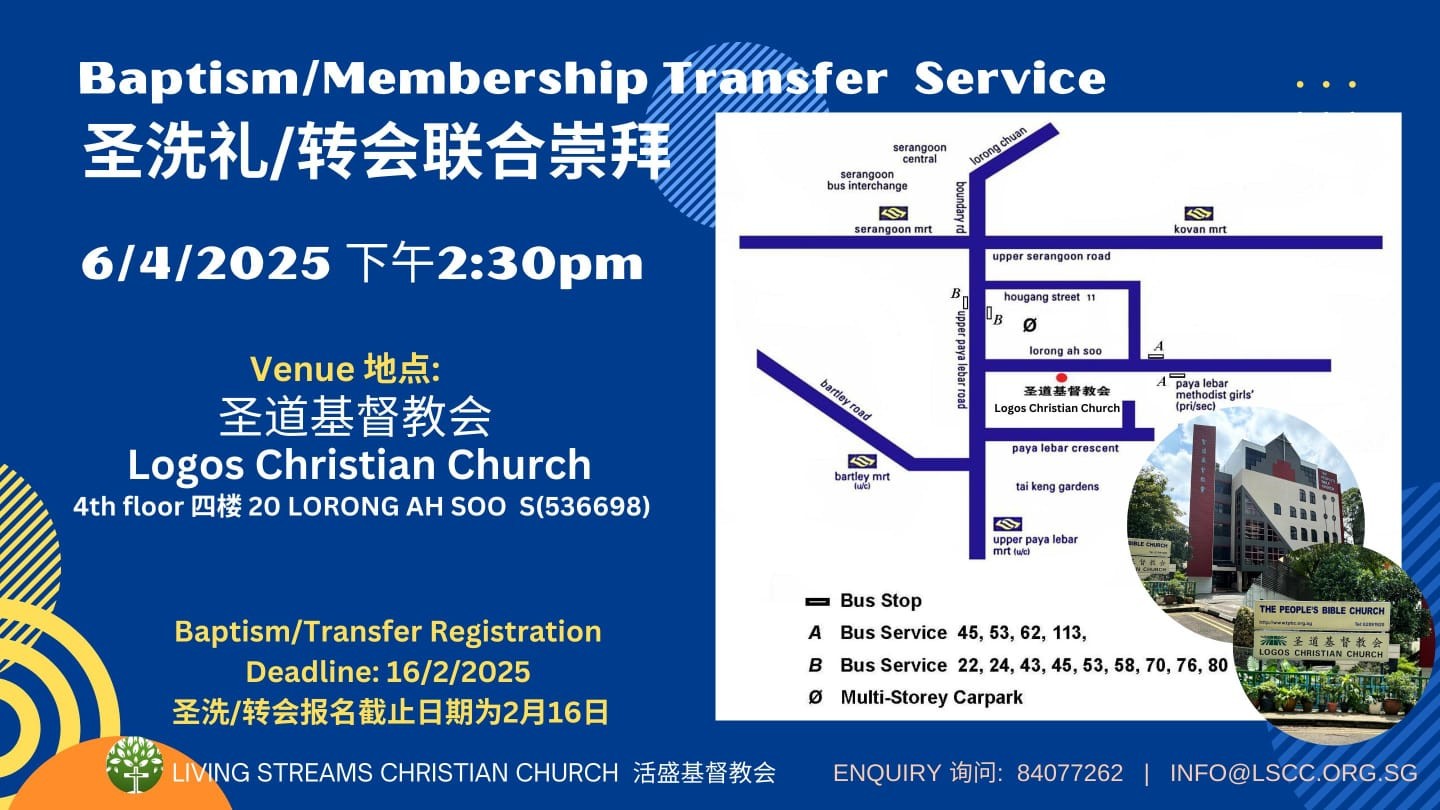 Baptism/Membership Transfer Service
圣洗礼/转会联合崇拜
6/4/2025 下午2:30pm
Venue 地点:
圣道基督教会
Logos Christian Church
4th floor 四楼 20 LORONG AH SOO S(536698)
Baptism/Transfer Registration
Deadline: 16/2/2025
圣洗/转会报名截止日期为2月16日
serangoon
central
lorong chuan
serangoon
bus interchange
boundary rd
serangoon mrt
kovan mrt
upper serangoon road
B
hougang street 11
B
Ø
upper paya lebar road
lorong ah soo
A
A
圣道基督教会
Logos Christian Church
paya lebar
methodist girls'
(pri/sec)
bartley road
paya lebar crescent
bartley mrt
(u/c)
tai keng gardens
upper paya lebar
mrt (u/c)
Bus Stop
A Bus Service 45, 53, 62, 113,
B Bus Service 22, 24, 43, 45, 53, 58, 70, 76, 80
Ø Multi-Storey Carpark
BIBLE CHURCH
THE PEOPLE'S BIBLE CHURCH
圣道基督教会
LOGOS CHRISTIAN CHURCH
LIVING STREAMS CHRISTIAN CHURCH 活盛基督教会
ENQUIRY 询问: 84077262 | INFO@LSCC.ORG.SG